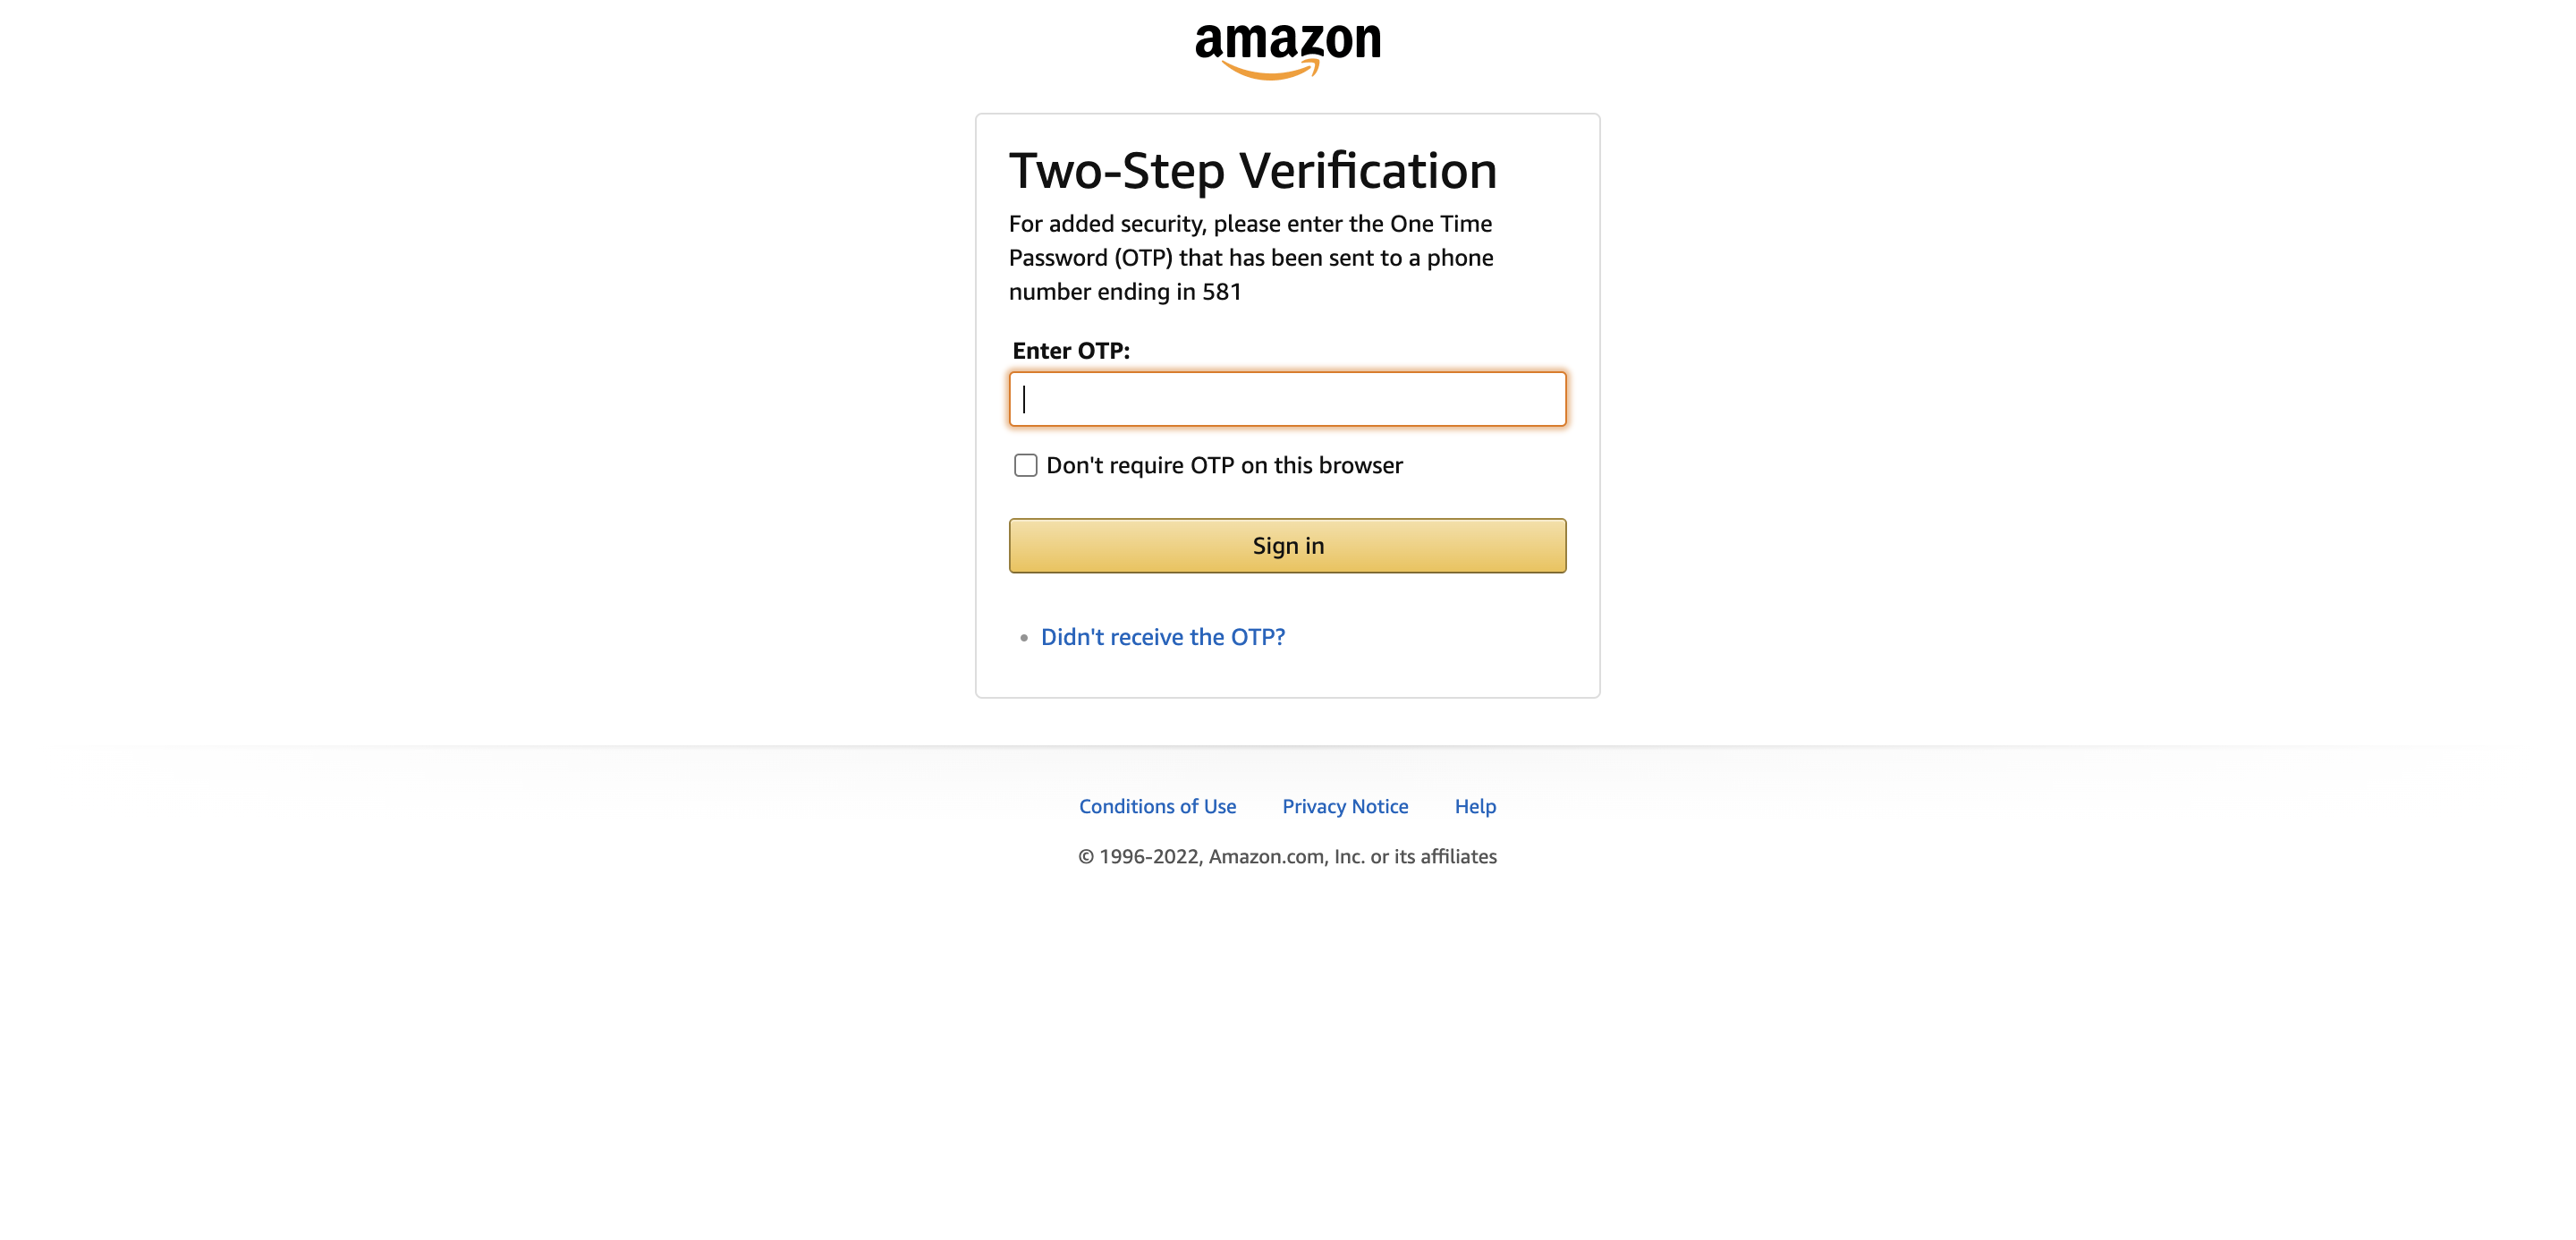 amazon
Two-Step Verification
For added security, please enter the One Time
Password (OTP) that has been sent to a phone
number ending in 581
Enter OTP:
Don't require OTP on this browser
Sign in
Didn't receive the OTP?
Conditions of Use Privacy Notice Help
© 1996-2022, Amazon.com, Inc. or its affiliates